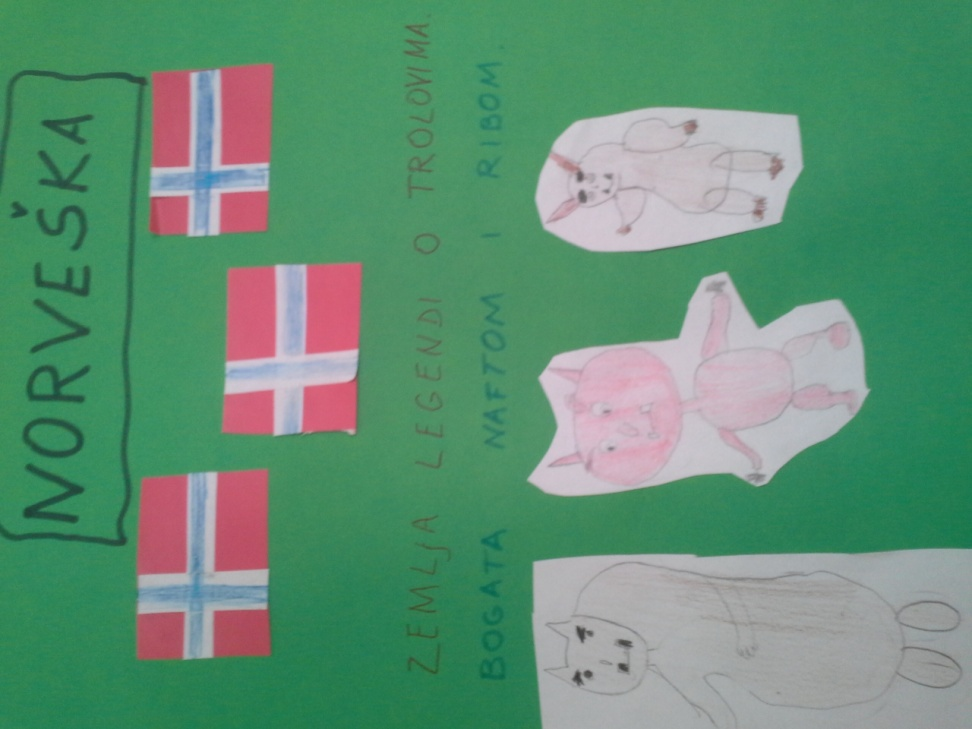 NORVEŠKA
ZEMLJA LEGENDI O TROLOVIMA.
BOGATA NAFTOM I RIBOM.